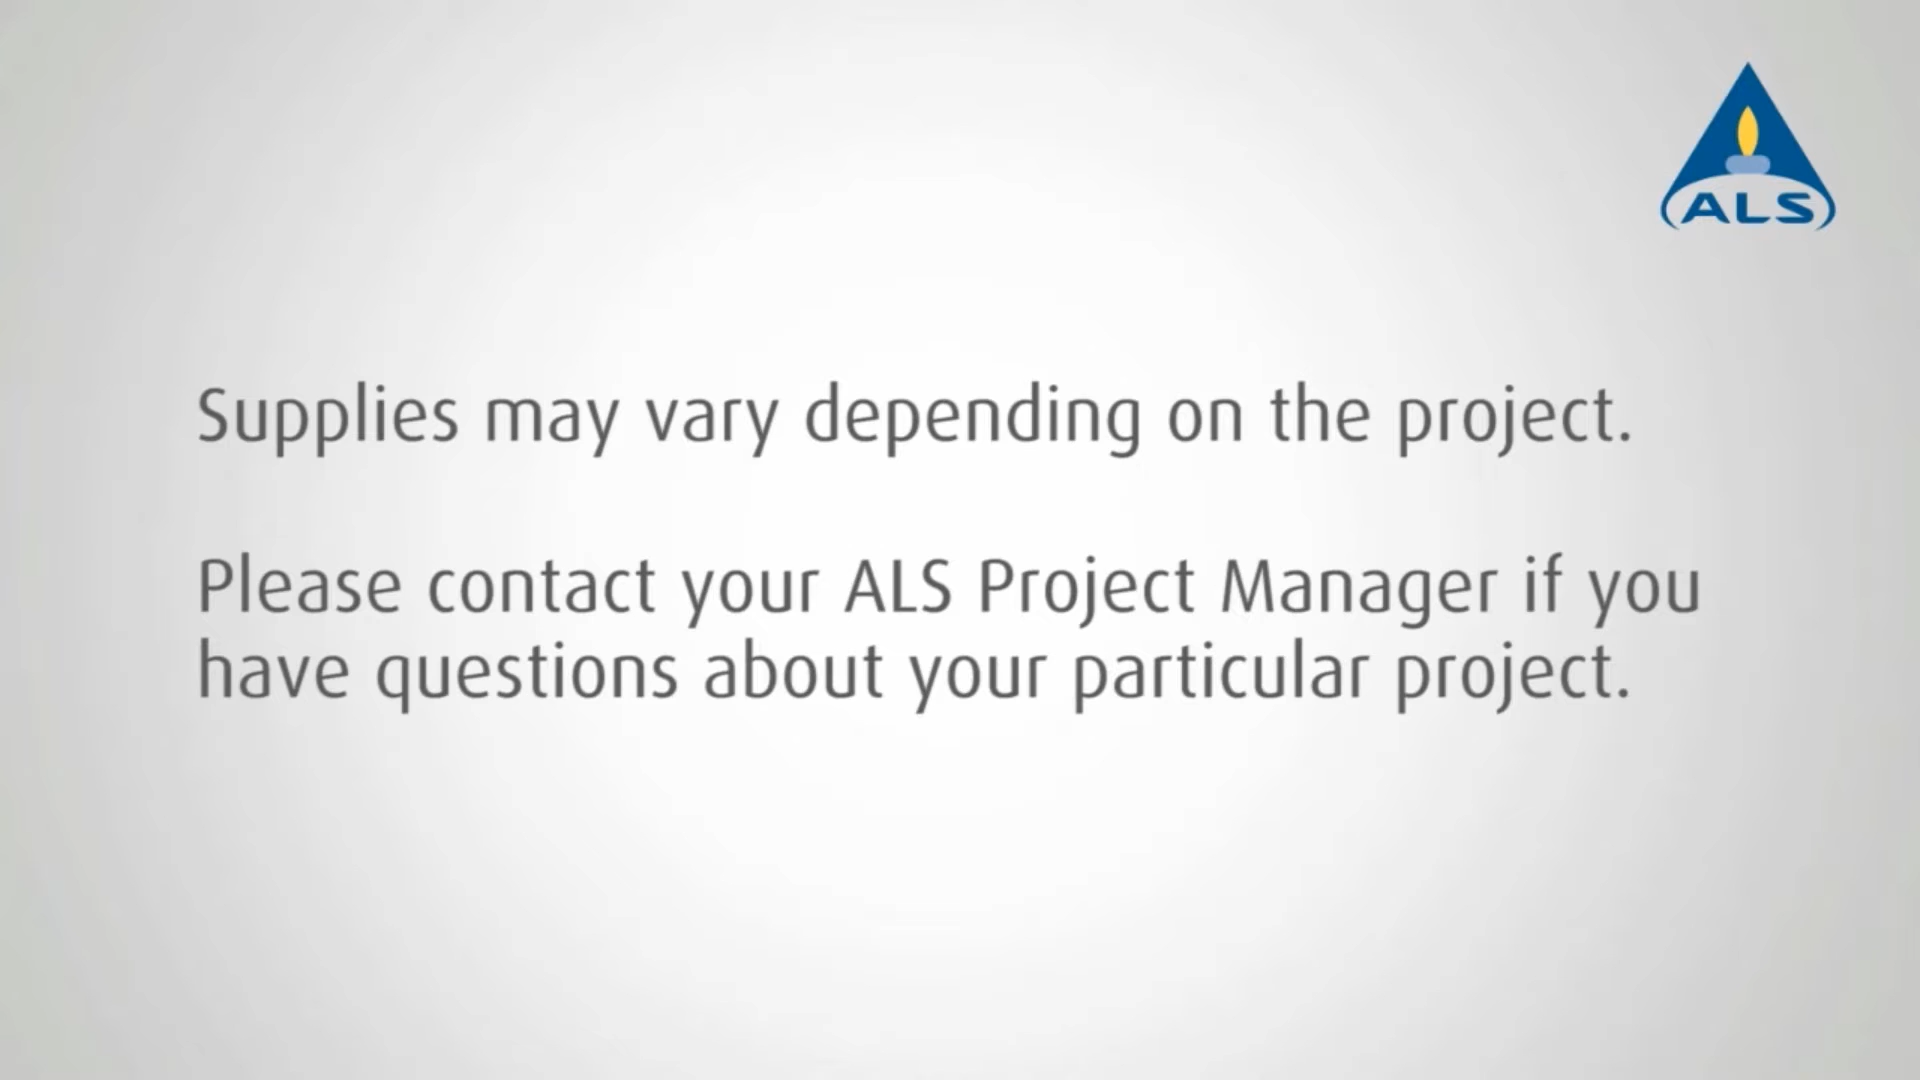 ALS
Supplies may vary depending on the project.
Please contact your ALS Project Manager if you
have questions about your particular project.